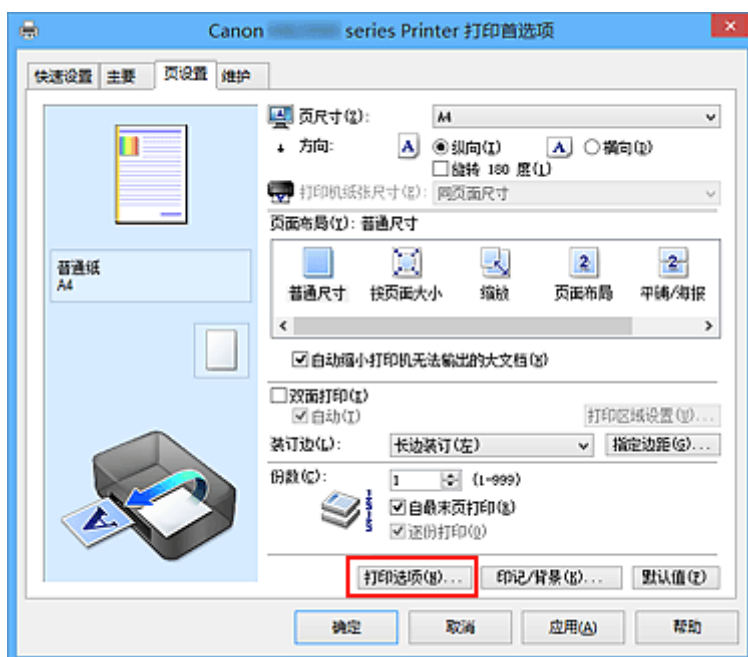 Canon series Printer 打印首选项
快速设置 主要 页设置 维护
页尺寸(Z): A4
方向: A 纵向(I) A 横向(D)
旋转 180 度(L)
打印机纸张尺寸(E): 同页面尺寸
页面布局(Y): 普通尺寸
普通纸
A4
普通尺寸 按页面大小 缩放 页面布局 平铺/海报
自动缩小打印机无法输出的大文档(X)
双面打印(X)
自动(T) 打印区域设置(U)...
装订边(L): 长边装订(左) 指定边距(G)...
份数(C): 1 (1-999)
自最末页打印(R)
逐份打印(O)
打印选项(N)... 印记/背景(K)... 默认值(F)
确定 取消 应用(A) 帮助